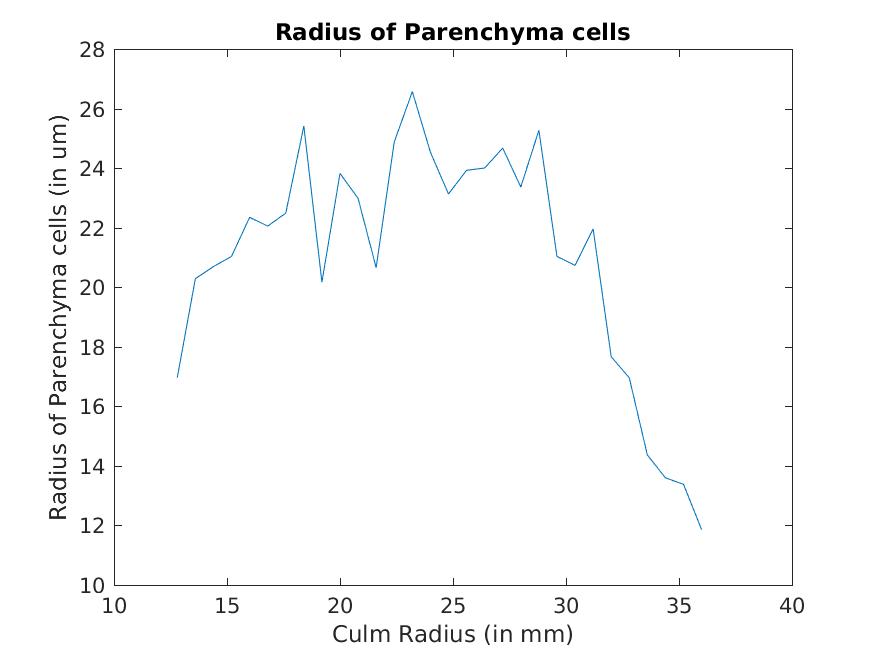 Radius of Parenchyma cells
28
26
24
22
20
18
16
14
12
10
Radius of Parenchyma cells (in um)
10 15 20 25 30 35 40
Culm Radius (in mm)